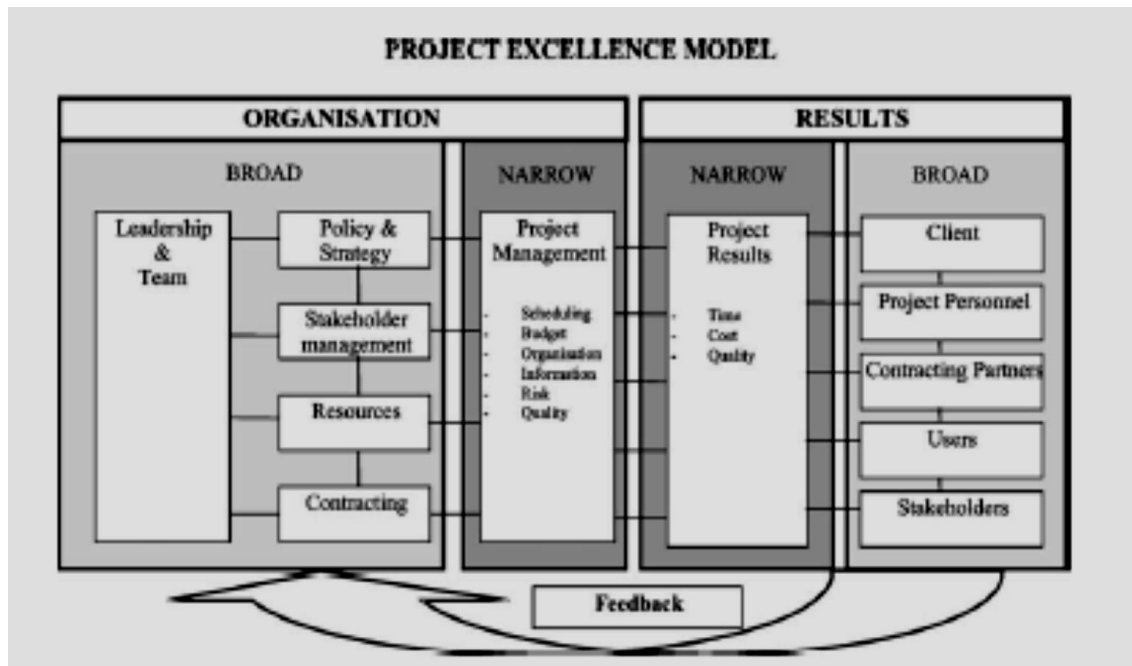 PROJECT EXCELLENCE MODEL
ORGANISATION
RESULTS
BROAD
NARROW
NARROW
BROAD
Leadership
&
Team
Policy &
Strategy
Stakeholder
management
Resources
Contracting
Project
Management
- Scheduling
- Budget
- Organisation
- Information
- Risk
- Quality
Project
Results
- Time
- Cost
- Quality
Client
Project Personnel
Contracting Partners
Users
Stakeholders
Feedback